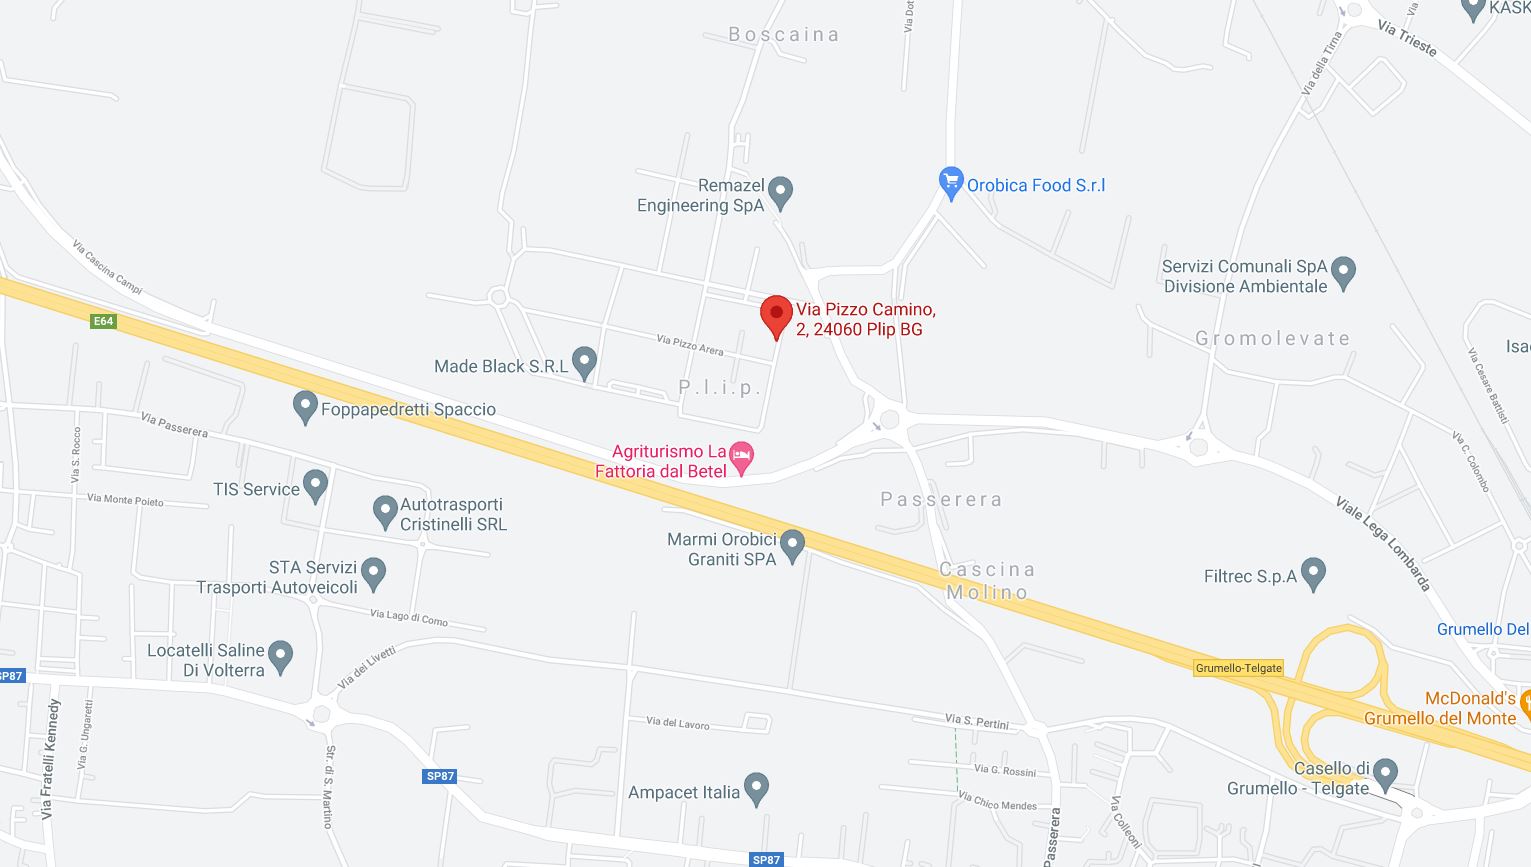 Boscaina
Via Dot
Via
KASK
Via Trieste
Via della Tirna
Remazel
Engineering SpA
Orobica Food S.r.l
Via Cascina Campi
Servizi Comunali SpA
Divisione Ambientale
E64
Via Pizzo Camino,
2, 24060 Plip BG
Via Pizzo Arera
Gromolevate
Isac
Made Black S.R.L
P.l.i.p.
Via Cesare Battisti
Foppapedretti Spaccio
Via Passerera
Via S. Rocco
Agriturismo La
Fattoria dal Betel
Via C. Colombo
TIS Service
Via Monte Poieto
Autotrasporti
Cristinelli SRL
Passerera
Viale Lega Lombarda
Marmi Orobici
Graniti SPA
STA Servizi
Trasporti Autoveicoli
Cascina
Molino
Filtrec S.p.A
Via Lago di Como
Grumello Del
Locatelli Saline
Di Volterra
Via dei Livetti
SP87
Grumello-Telgate
McDonald's
Grumello del Monte
Via Fratelli Kennedy
Via G. Ungaretti
Via del Lavoro
Via S. Pertini
Str. di S. Martino
SP87
Via G. Rossini
Casello di
Grumello - Telgate
Ampacet Italia
Via Chico Mendes
Via Colleoni
Passerera
SP87